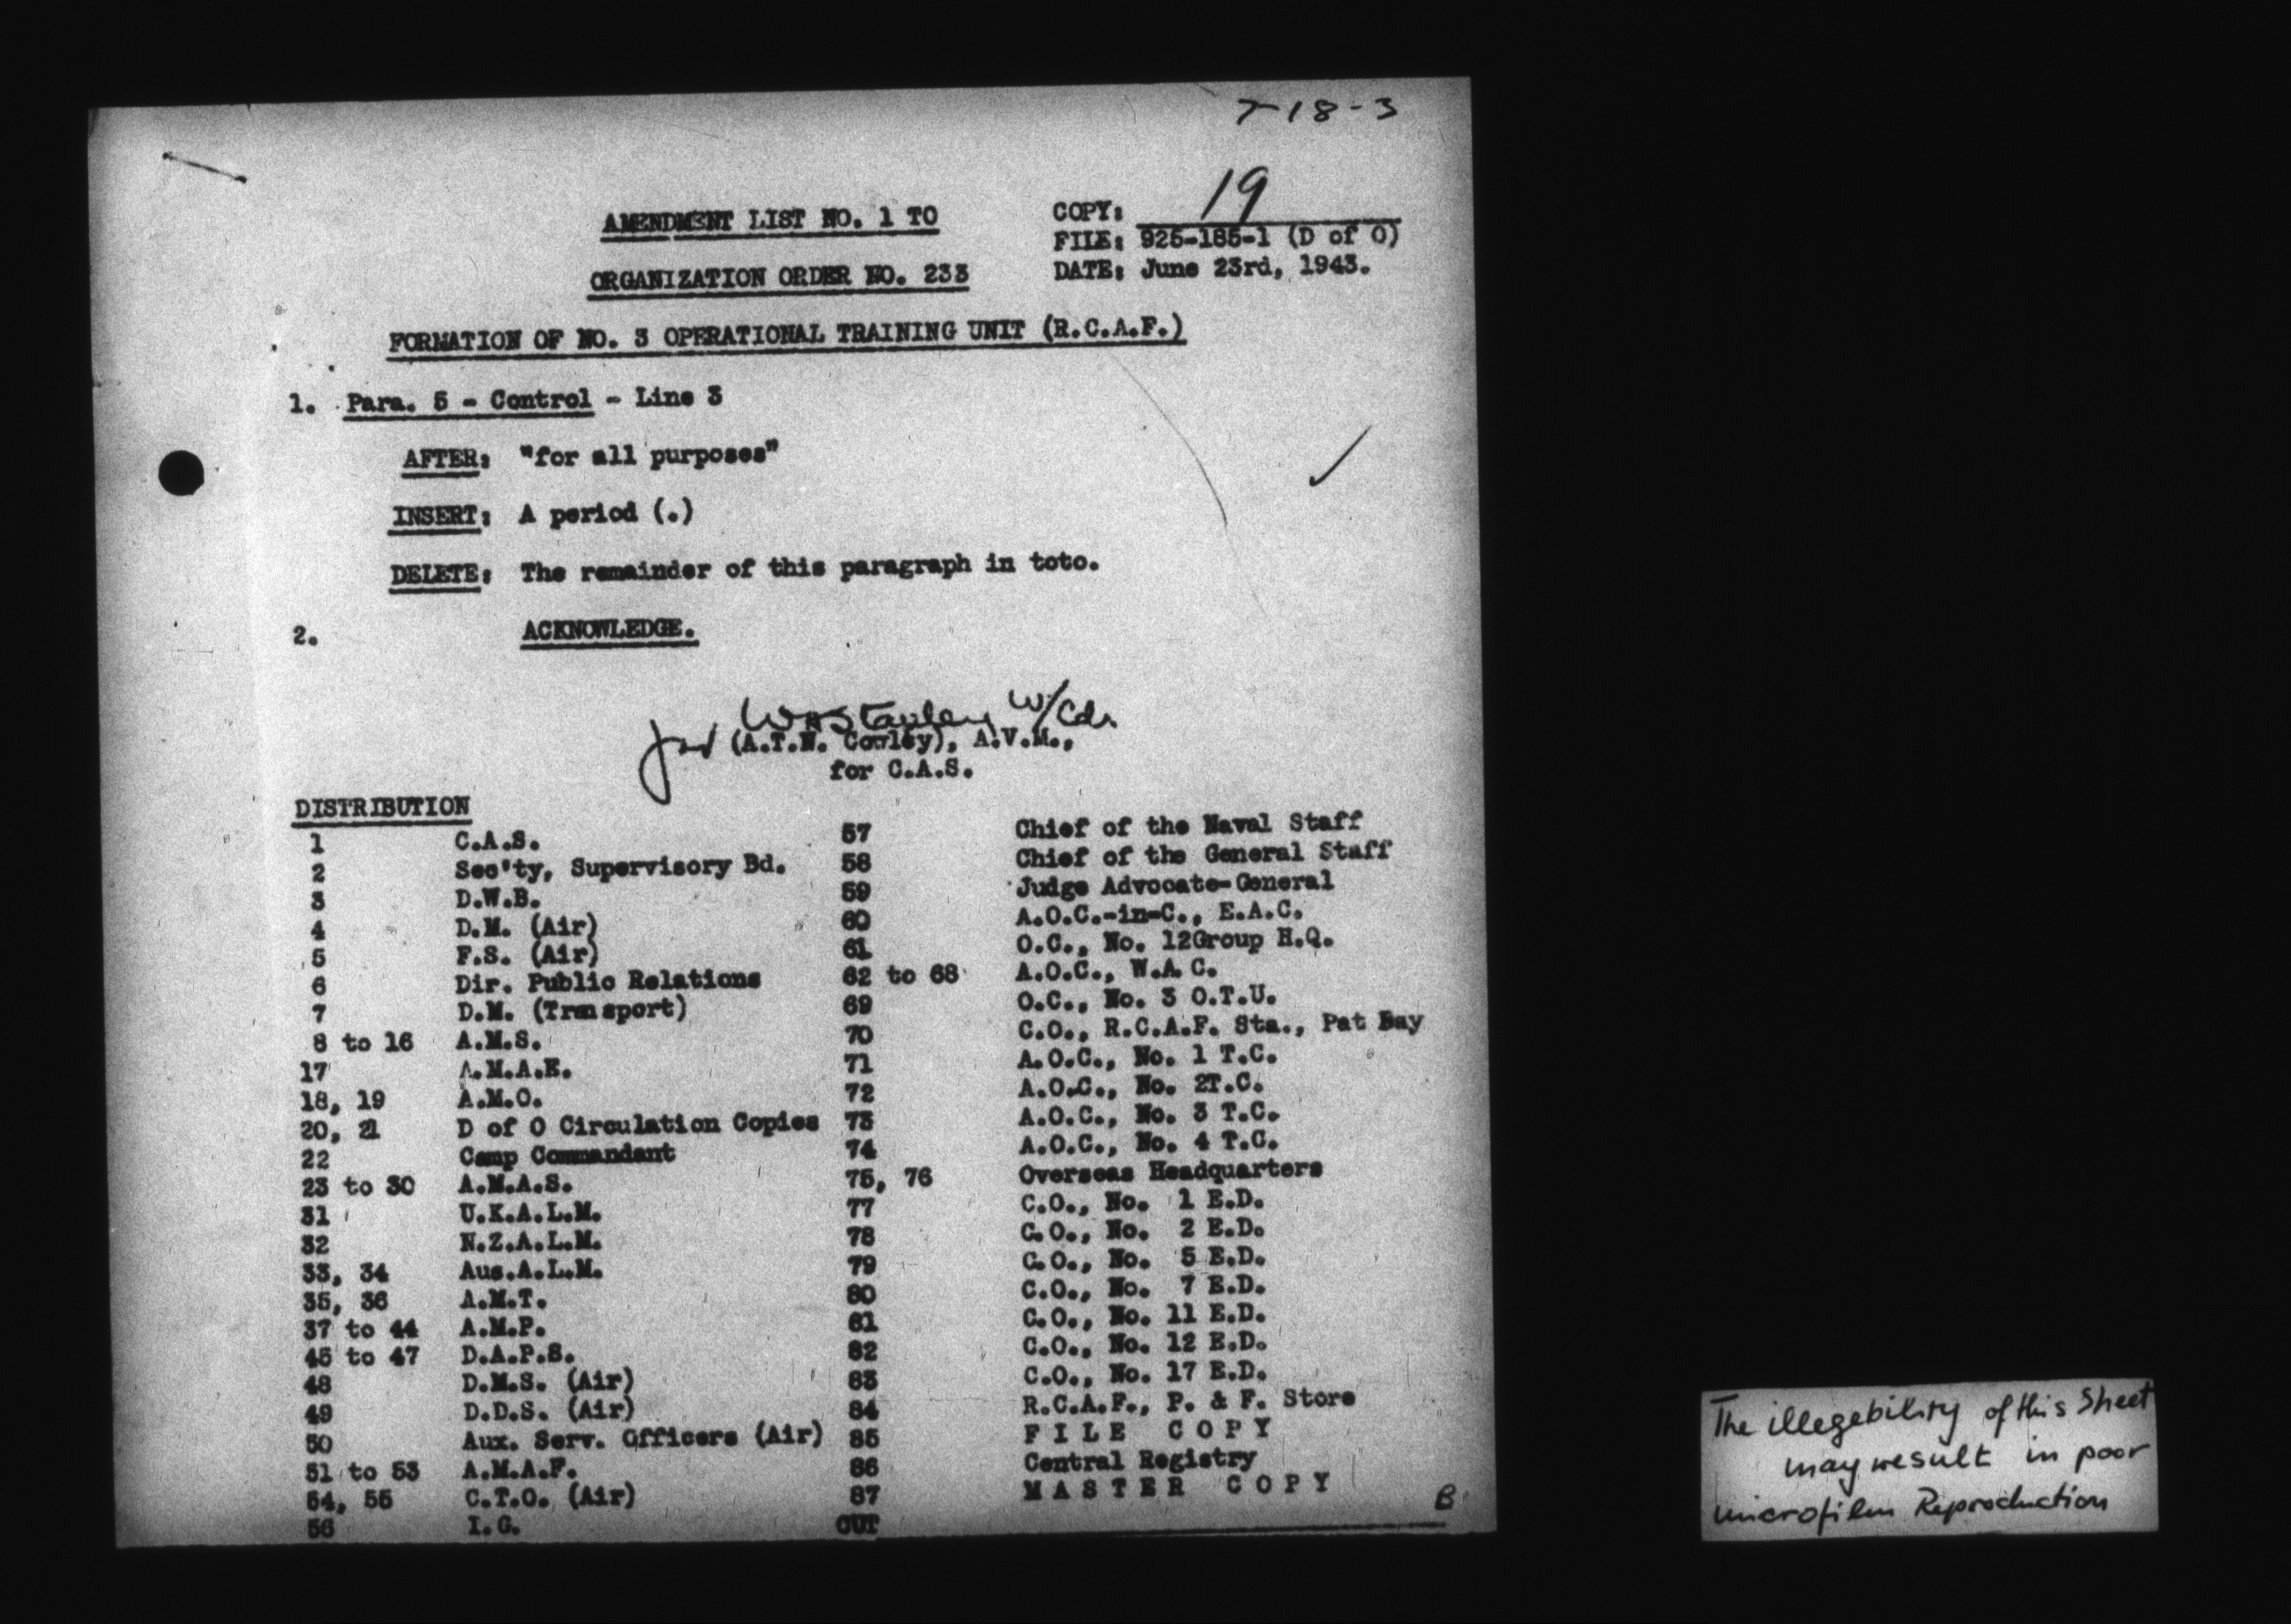 7-18-3
AMENDMENT LIST NO. 1 TO
ORGANIZATION ORDER NO. 233
COPY: 19
FILE: 925-185-1 (D of O)
DATE: June 23rd, 1943.
FORMATION OF NO. 3 OPERATIONAL TRAINING UNIT (R.C.A.F.)
1. Para. 5 - Control - Line 3
AFTER: "for all purposes"
INSERT: A period (.)
DELETE: The remainder of this paragraph in toto.
2. ACKNOWLEDGE.
W/Cdr
for (A.T.N. Cowley), A.V.M.,
for C.A.S.
DISTRIBUTION
1 C.A.S.
2 Sec'ty, Supervisory Bd.
3 D.W.B.
4 D.M. (Air)
5 F.S. (Air)
6 Dir. Public Relations
7 D.M. (Transport)
8 to 16 A.M.S.
17 A.M.A.E.
18, 19 A.M.O.
20, 21 D of O Circulation Copies
22 Camp Commandant
23 to 30 A.M.A.S.
31 U.K.A.L.M.
32 N.Z.A.L.M.
33, 34 Aus.A.L.M.
35, 36 A.M.T.
37 to 44 A.M.P.
45 to 47 D.A.P.S.
48 D.M.S. (Air)
49 D.D.S. (Air)
50 Aux. Serv. Officers (Air)
51 to 53 A.M.A.F.
54, 55 C.T.O. (Air)
56 I.G.
57 Chief of the Naval Staff
58 Chief of the General Staff
59 Judge Advocate-General
60 A.O.C.-in-C., E.A.C.
61 O.C., No. 12Group H.Q.
62 to 68 A.O.C., W.A.C.
69 O.C., No. 3 O.T.U.
70 C.O., R.C.A.F. Sta., Pat Bay
71 A.O.C., No. 1 T.C.
72 A.O.C., No. 2T.C.
73 A.O.C., No. 3 T.C.
74 A.O.C., No. 4 T.C.
75, 76 Overseas Headquarters
77 C.O., No. 1 E.D.
78 C.O., No. 2 E.D.
79 C.O., No. 5 E.D.
80 C.O., No. 7 E.D.
81 C.O., No. 11 E.D.
82 C.O., No. 12 E.D.
83 C.O., No. 17 E.D.
84 R.C.A.F., P. & F. Store
85 FILE COPY
86 Central Registry
87 MASTER COPY
OUT
B
The illegebility of this Sheet
may result in poor
microfilm Reproduction